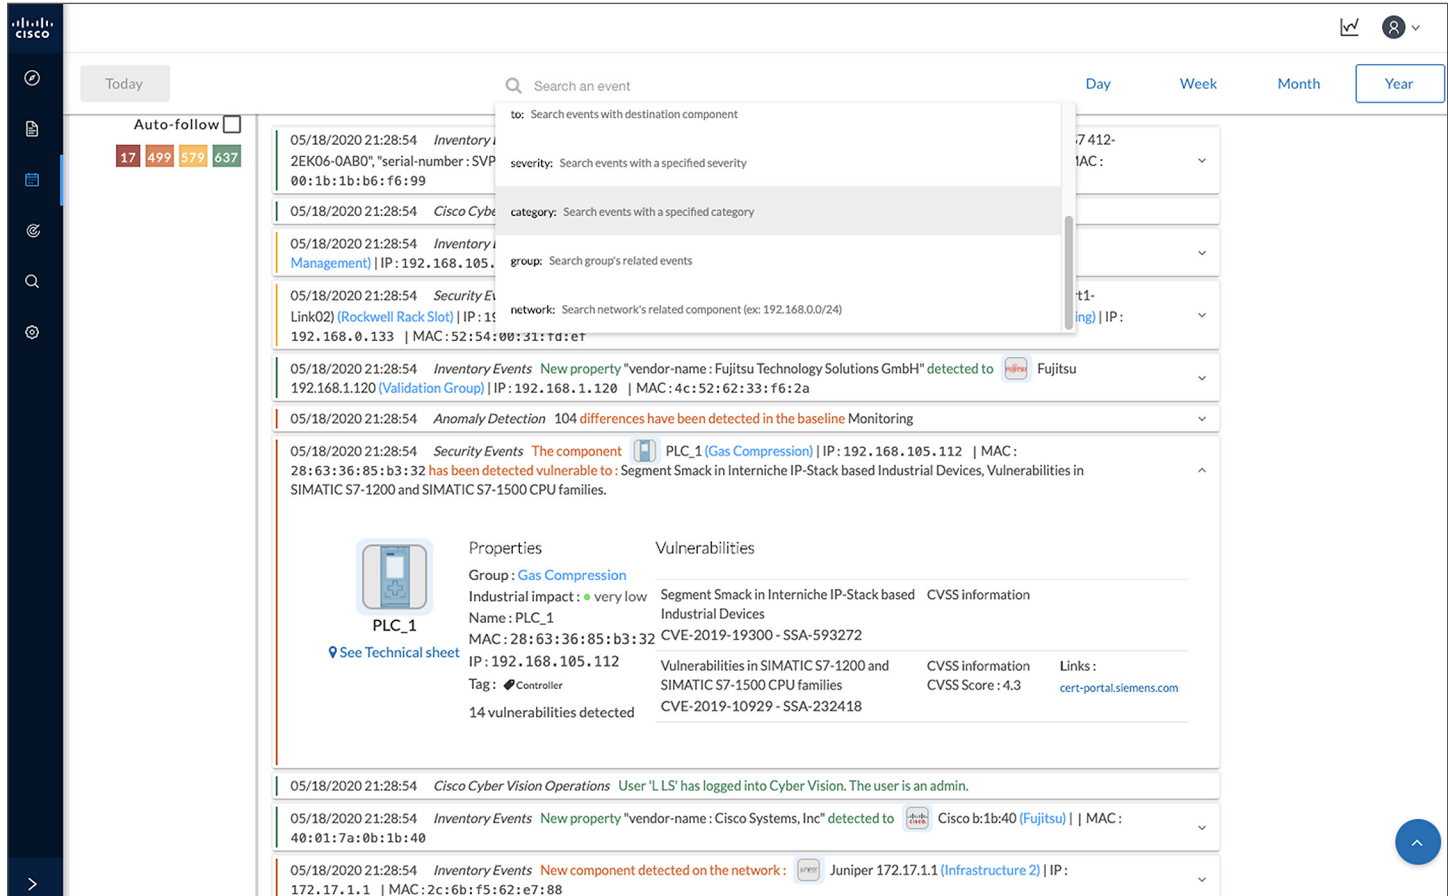 CISCO
Today
Search an event
Day
Week
Month
Year
Auto-follow
17 499 579 637
to: Search events with destination component
severity: Search events with a specified severity
category: Search events with a specified category
group: Search group's related events
network: Search network's related component (ex: 192.168.0.0/24)
05/18/2020 21:28:54 Inventory 7 412-
2EK06-0AB0", "serial-number : SVP MAC :
00:1b:1b:b6:f6:99
05/18/2020 21:28:54 Cisco Cybe
05/18/2020 21:28:54 Inventory
Management) | IP : 192.168.105.
05/18/2020 21:28:54 Security Ev rt1-
Link02) (Rockwell Rack Slot) | IP : 19 ing) | IP :
192.168.0.133 | MAC : 52:54:00:31:fd:ef
05/18/2020 21:28:54 Inventory Events New property "vendor-name : Fujitsu Technology Solutions GmbH" detected to Fujitsu
192.168.1.120 (Validation Group) | IP : 192.168.1.120 | MAC : 4c:52:62:33:f6:2a
05/18/2020 21:28:54 Anomaly Detection 104 differences have been detected in the baseline Monitoring
05/18/2020 21:28:54 Security Events The component PLC_1 (Gas Compression) | IP : 192.168.105.112 | MAC :
28:63:36:85:b3:32 has been detected vulnerable to : Segment Smack in Interniche IP-Stack based Industrial Devices, Vulnerabilities in
SIMATIC S7-1200 and SIMATIC S7-1500 CPU families.
PLC_1
See Technical sheet
Properties
Group : Gas Compression
Industrial impact : very low
Name : PLC_1
MAC : 28:63:36:85:b3:32
IP : 192.168.105.112
Tag : Controller
14 vulnerabilities detected
Vulnerabilities
Segment Smack in Interniche IP-Stack based CVSS information
Industrial Devices
CVE-2019-19300 - SSA-593272
Vulnerabilities in SIMATIC S7-1200 and CVSS information Links :
SIMATIC S7-1500 CPU families CVSS Score : 4.3 cert-portal.siemens.com
CVE-2019-10929 - SSA-232418
05/18/2020 21:28:54 Cisco Cyber Vision Operations User 'L LS' has logged into Cyber Vision. The user is an admin.
05/18/2020 21:28:54 Inventory Events New property "vendor-name : Cisco Systems, Inc" detected to Cisco b:1b:40 (Fujitsu) | | MAC :
40:01:7a:0b:1b:40
05/18/2020 21:28:54 Inventory Events New component detected on the network : Juniper 172.17.1.1 (Infrastructure 2) | IP :
172.17.1.1 | MAC : 2c:6b:f5:62:e7:88